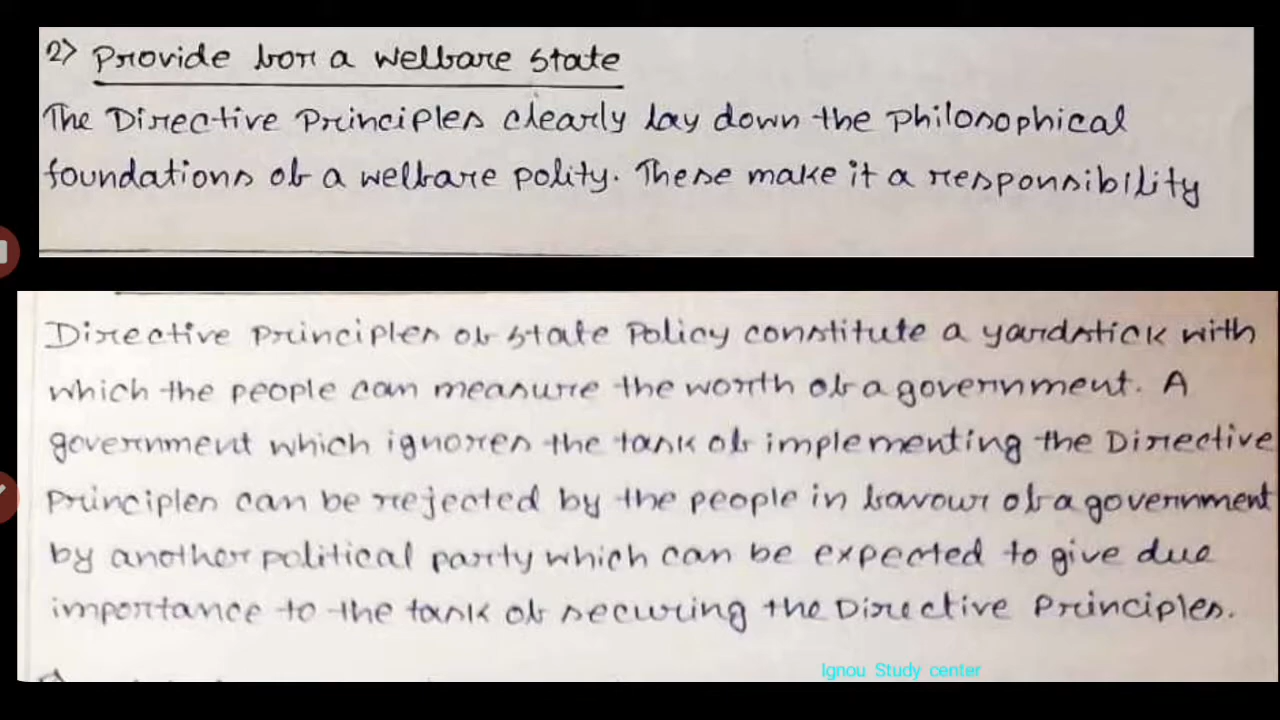 2) Provide for a welfare state
The Directive Principles clearly lay down the philosophical
foundations of a welfare polity. These make it a responsibility
Directive Principles of State Policy constitute a yardstick with
which the people can measure the worth of a government. A
government which ignores the task of implementing the Directive
Principles can be rejected by the people in favour of a government
by another political party which can be expected to give due
importance to the task of securing the Directive Principles.
Ignou Study center